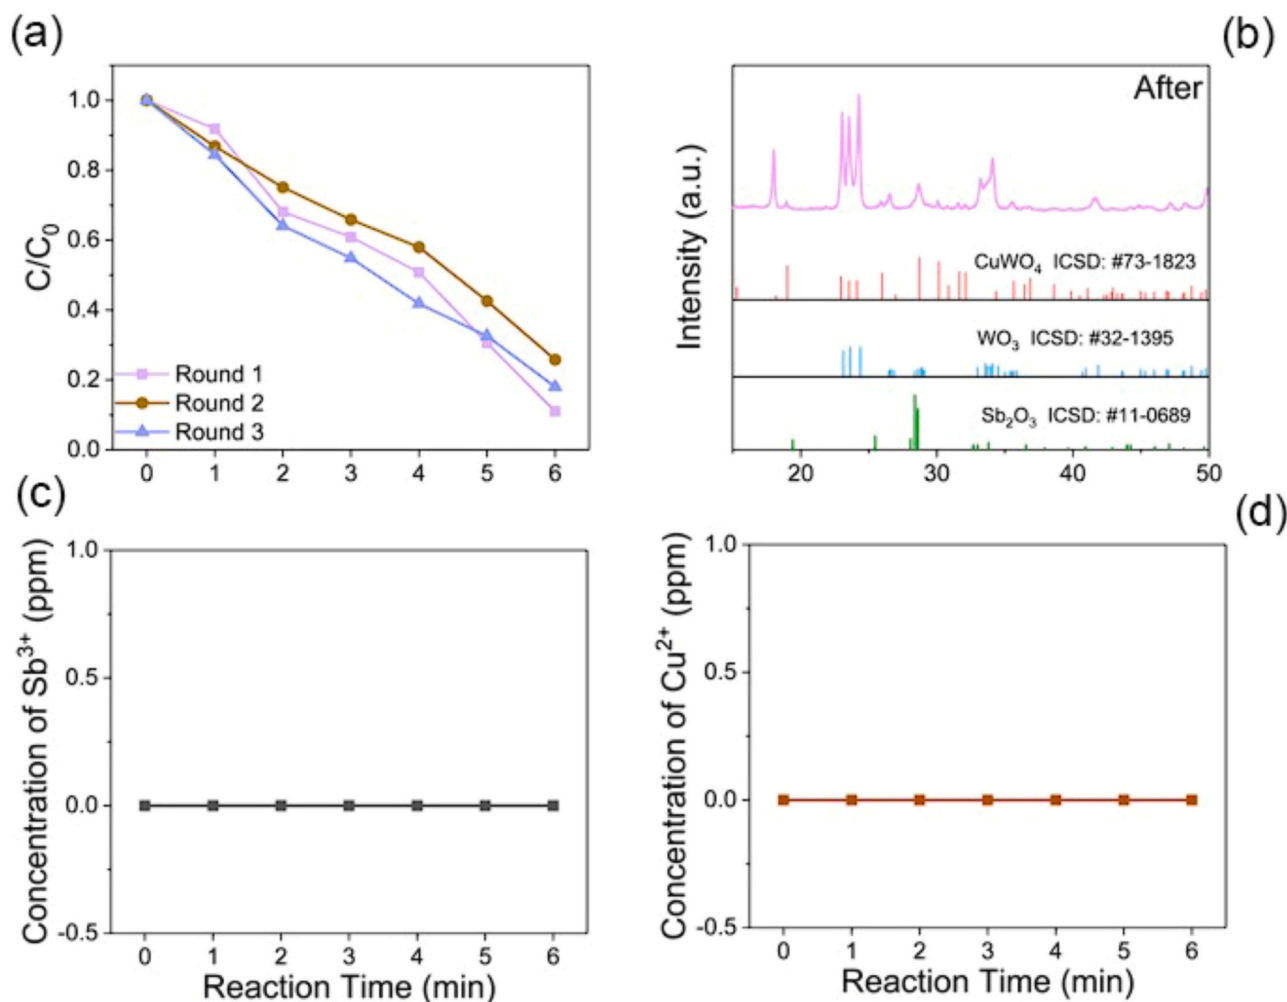 (a)
C/C0
1.0
0.8
0.6
0.4
0.2
0.0
Round 1
Round 2
Round 3
0 1 2 3 4 5 6
(b)
After
Intensity (a.u.)
CuWO4 ICSD: #73-1823
WO3 ICSD: #32-1395
Sb2O3 ICSD: #11-0689
20 30 40 50
(c)
Concentration of Sb3+ (ppm)
1.0
0.5
0.0
-0.5
0 1 2 3 4 5 6
Reaction Time (min)
(d)
Concentration of Cu2+ (ppm)
1.0
0.5
0.0
-0.5
0 1 2 3 4 5 6
Reaction Time (min)